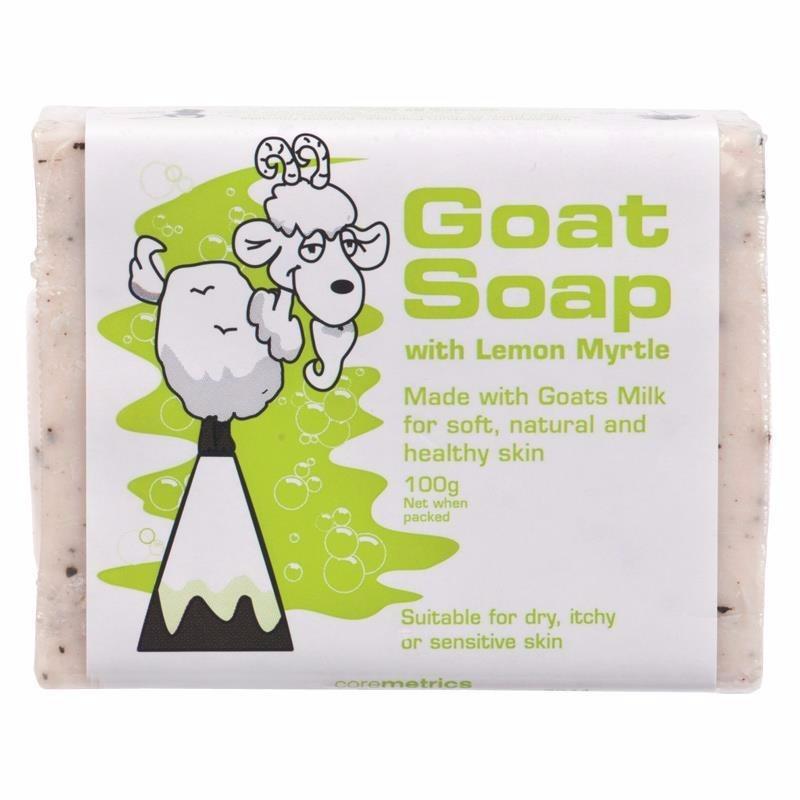 Goat
Soap
with Lemon Myrtle
Made with Goats Milk
for soft, natural and
healthy skin
100g
Net when
packed
Suitable for dry, itchy
or sensitive skin
coremetrics